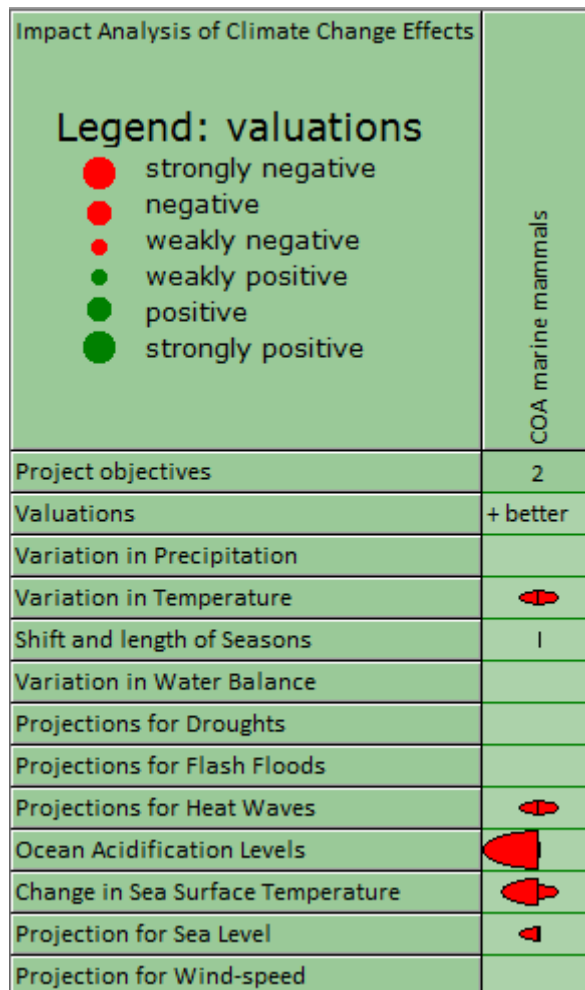 Impact Analysis of Climate Change Effects
Legend: valuations
strongly negative
negative
weakly negative
weakly positive
positive
strongly positive
COA marine mammals
Project objectives 2
Valuations + better
Variation in Precipitation
Variation in Temperature
Shift and length of Seasons I
Variation in Water Balance
Projections for Droughts
Projections for Flash Floods
Projections for Heat Waves
Ocean Acidification Levels
Change in Sea Surface Temperature
Projection for Sea Level
Projection for Wind-speed